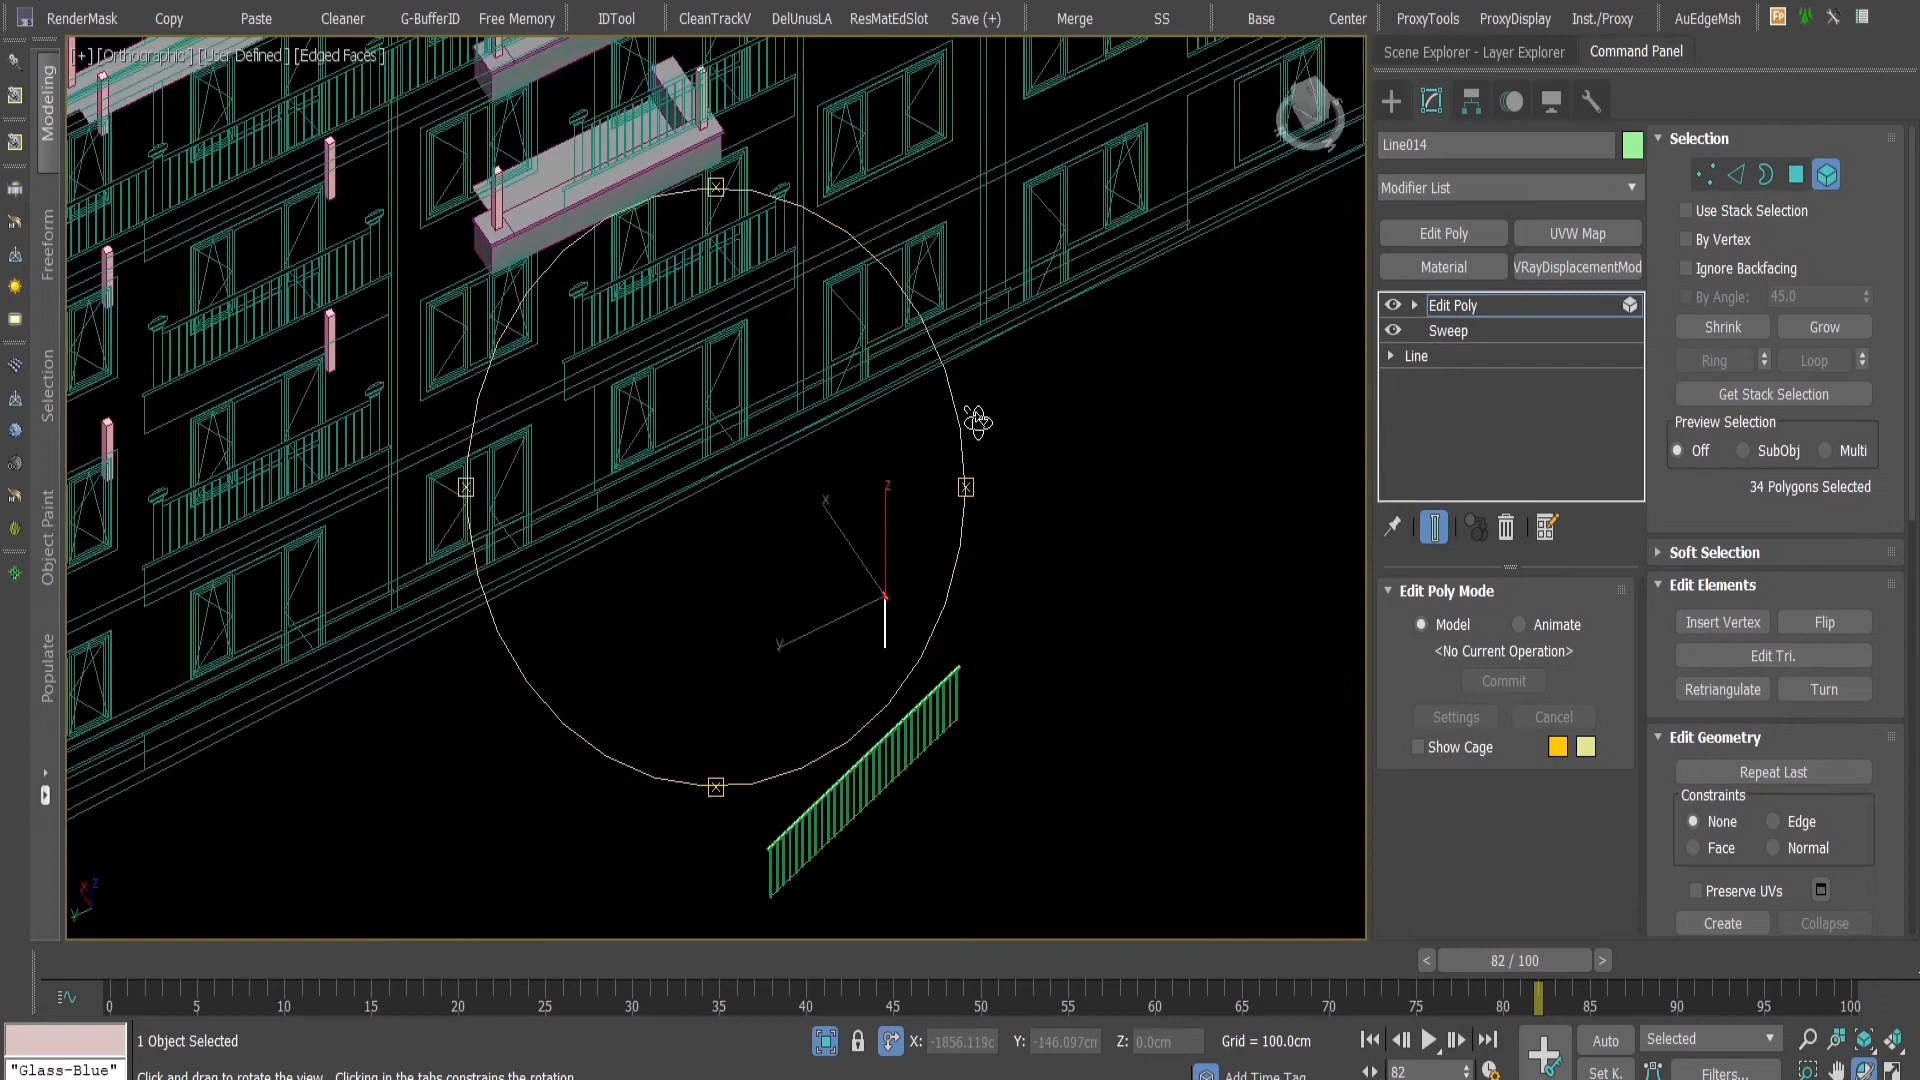 RenderMask Copy Paste Cleaner G-BufferID Free Memory IDTool CleanTrackV DelUnusLA ResMatEdSlot Save (+) Merge SS Base Center ProxyTools ProxyDisplay Inst./Proxy AuEdgeMsh
[+] [Orthographic ] [User Defined ] [Edged Faces ]
Scene Explorer - Layer Explorer Command Panel
Modeling
Freeform
Selection
Object Paint
Populate
Line014
Modifier List
Edit Poly UVW Map
Material VRayDisplacementMod
Edit Poly
Sweep
Line
Edit Poly Mode
Model Animate
<No Current Operation>
Commit
Settings Cancel
Show Cage
Selection
Use Stack Selection
By Vertex
Ignore Backfacing
By Angle: 45.0
Shrink Grow
Ring Loop
Get Stack Selection
Preview Selection
Off SubObj Multi
34 Polygons Selected
Soft Selection
Edit Elements
Insert Vertex Flip
Edit Tri.
Retriangulate Turn
Edit Geometry
Repeat Last
Constraints
None Edge
Face Normal
Preserve UVs
Create Collapse
x
z
y
x z
y
< 82 / 100 >
0 5 10 15 20 25 30 35 40 45 50 55 60 65 70 75 80 85 90 95 100
1 Object Selected X: -1856.119c Y: -146.097cm Z: 0.0cm Grid = 100.0cm Auto Selected
"Glass-Blue" Click and drag to rotate the view. Clicking in the tabs constrains the rotation Add Time Tag 82 Set K. Filters...